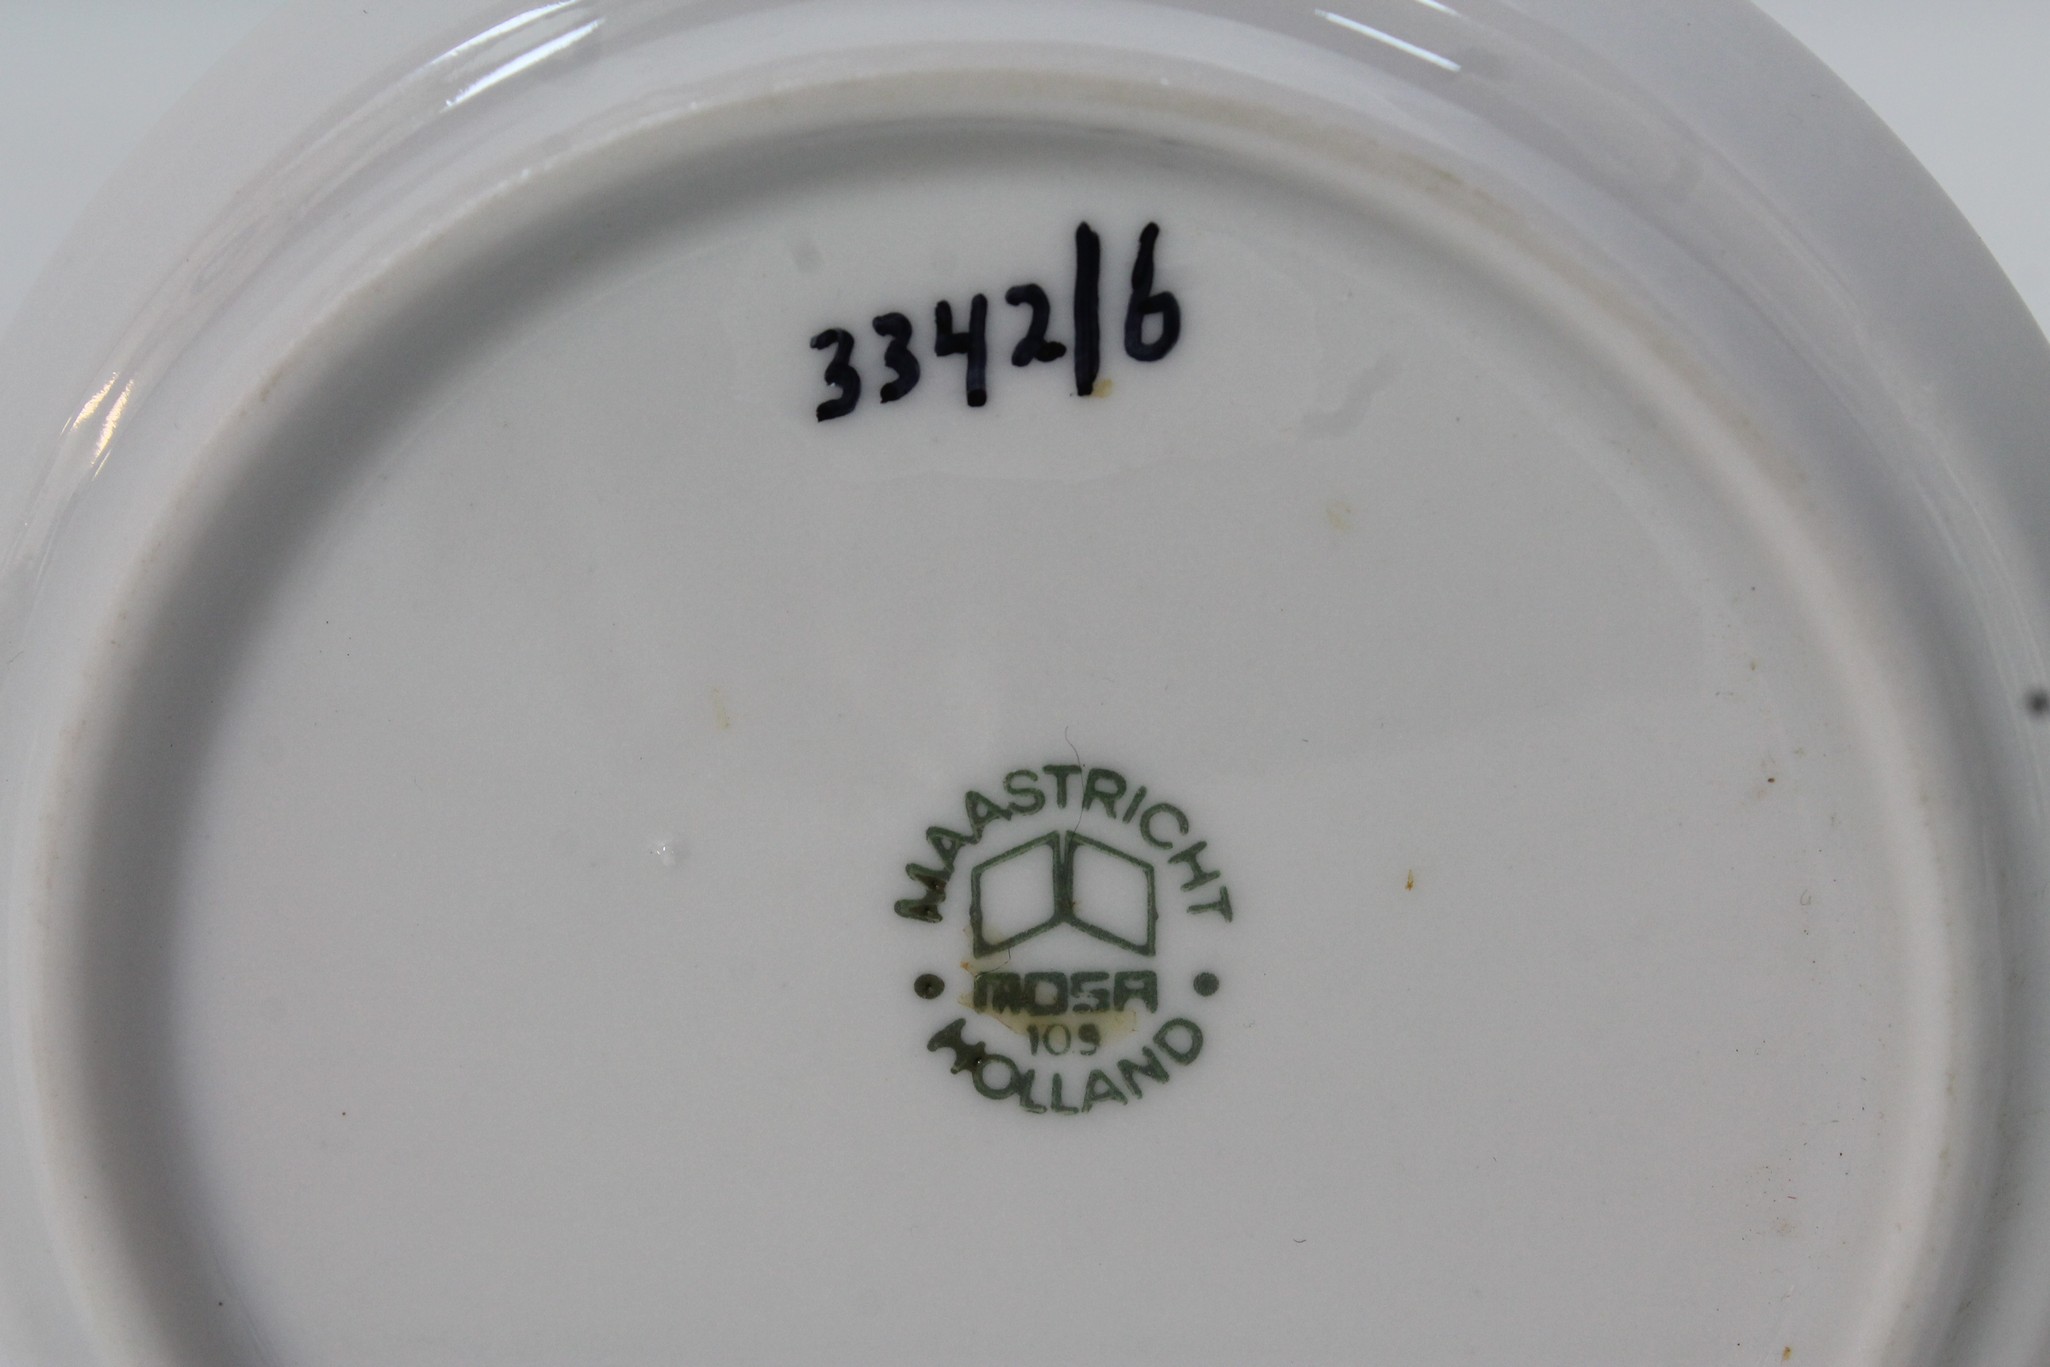 3342/6
MAASTRICHT
MOSA
109
HOLLAND